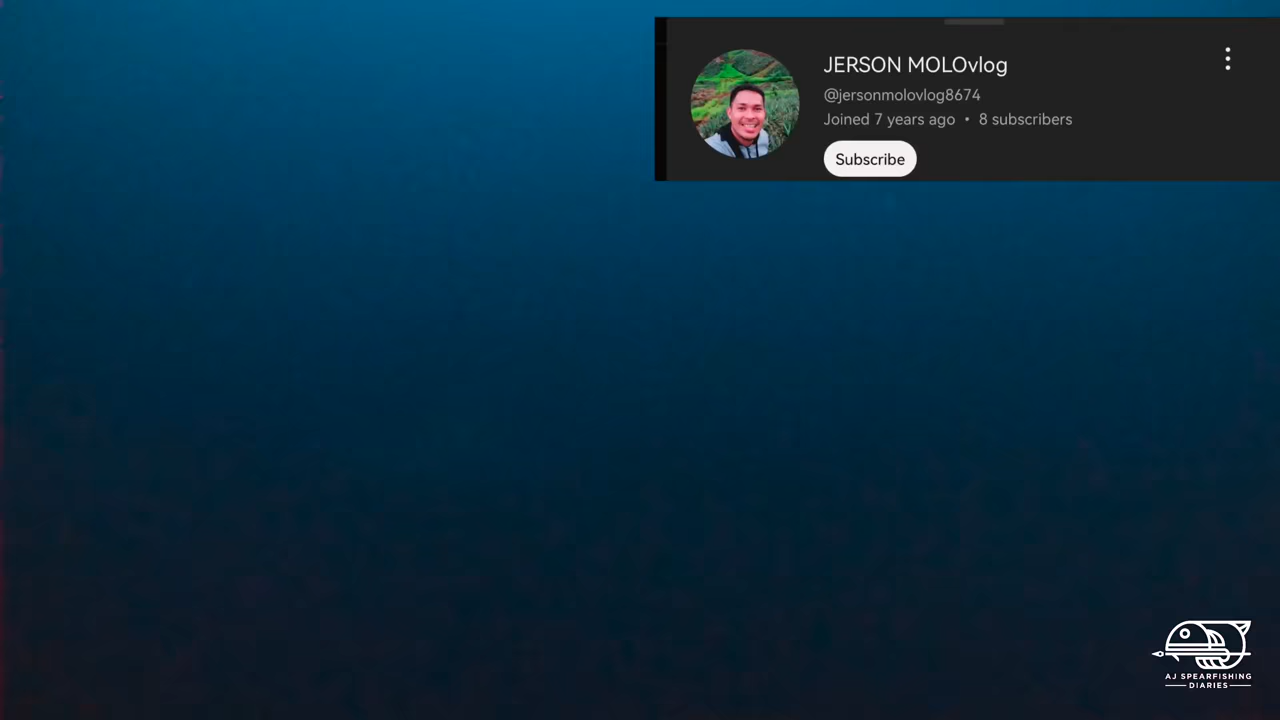 JERSON MOLOvlog
@jersonmolovlog8674
Joined 7 years ago • 8 subscribers
Subscribe
AJ SPEARFISHING
DIARIES